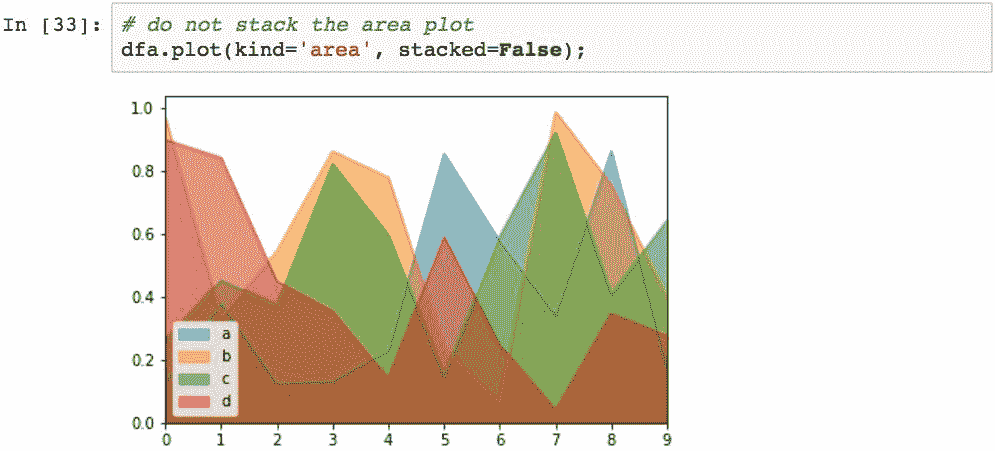 In [33]: # do not stack the area plot
dfa.plot(kind='area', stacked=False);
1.0
0.8
0.6
0.4
0.2
0.0
a
b
c
d
0 1 2 3 4 5 6 7 8 9